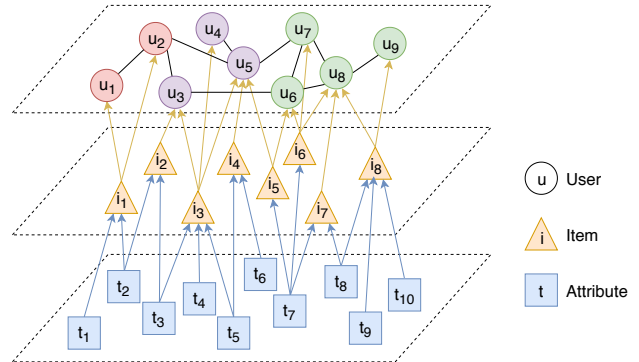 u₄ u₇
u₂ u₉
u₅ u₈
u₁ u₃ u₆
i₂ i₄ i₆ i₈
i₁ i₃ i₅ i₇
u User
i Item
t Attribute
t₂ t₆ t₈
t₃ t₄ t₇ t₁₀
t₁ t₅ t₉